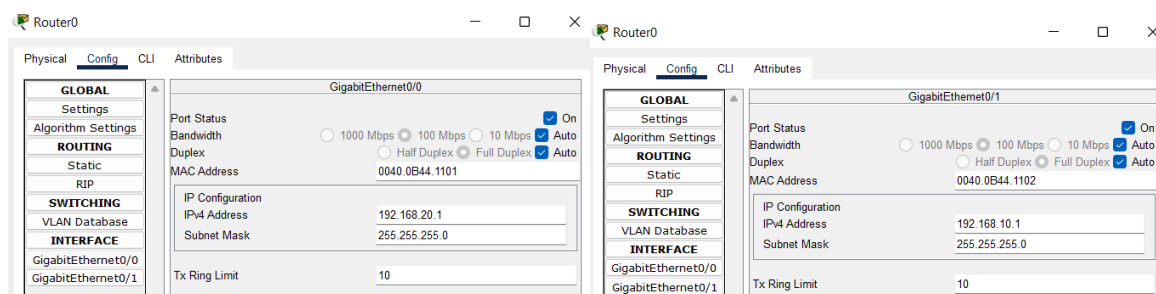 Router0
Physical Config CLI Attributes
GLOBAL
Settings
Algorithm Settings
ROUTING
Static
RIP
SWITCHING
VLAN Database
INTERFACE
GigabitEthernet0/0
GigabitEthernet0/1
GigabitEthernet0/0
Port Status On
Bandwidth 1000 Mbps 100 Mbps 10 Mbps Auto
Duplex Half Duplex Full Duplex Auto
MAC Address 0040.0B44.1101
IP Configuration
IPv4 Address 192.168.20.1
Subnet Mask 255.255.255.0
Tx Ring Limit 10
Router0
Physical Config CLI Attributes
GLOBAL
Settings
Algorithm Settings
ROUTING
Static
RIP
SWITCHING
VLAN Database
INTERFACE
GigabitEthernet0/0
GigabitEthernet0/1
GigabitEthernet0/1
Port Status On
Bandwidth 1000 Mbps 100 Mbps 10 Mbps Auto
Duplex Half Duplex Full Duplex Auto
MAC Address 0040.0B44.1102
IP Configuration
IPv4 Address 192.168.10.1
Subnet Mask 255.255.255.0
Tx Ring Limit 10